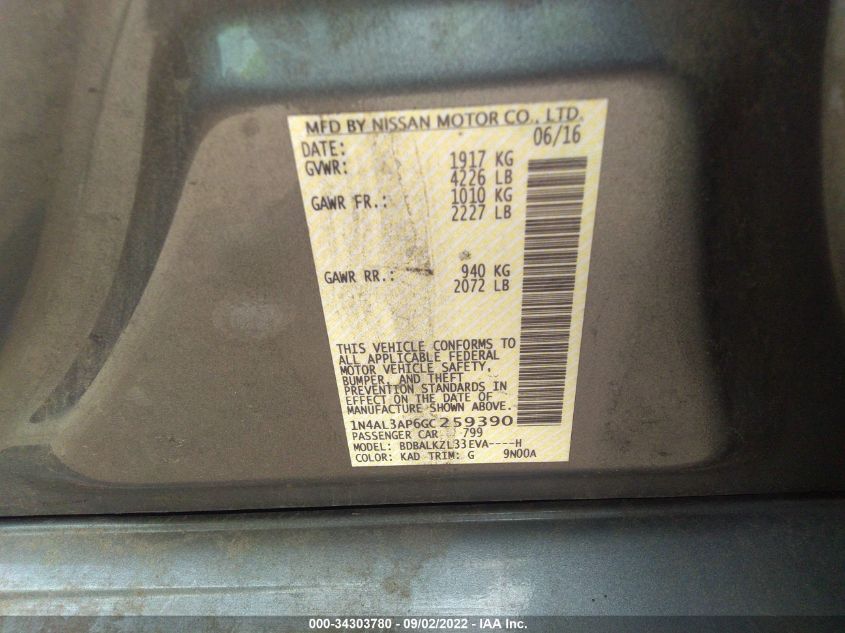 MFD BY NISSAN MOTOR CO., LTD.
DATE: 06/16
GVWR: 1917 KG
4226 LB
GAWR FR.: 1010 KG
2227 LB
GAWR RR.: 940 KG
2072 LB
THIS VEHICLE CONFORMS TO
ALL APPLICABLE FEDERAL
MOTOR VEHICLE SAFETY,
BUMPER, AND THEFT
PREVENTION STANDARDS IN
EFFECT ON THE DATE OF
MANUFACTURE SHOWN ABOVE.
1N4AL3AP6GC259390
PASSENGER CAR 799
MODEL: BDBALKZL33EVA----H
COLOR: KAD TRIM: G 9N00A
000-34303780 - 09/02/2022 - IAA Inc.